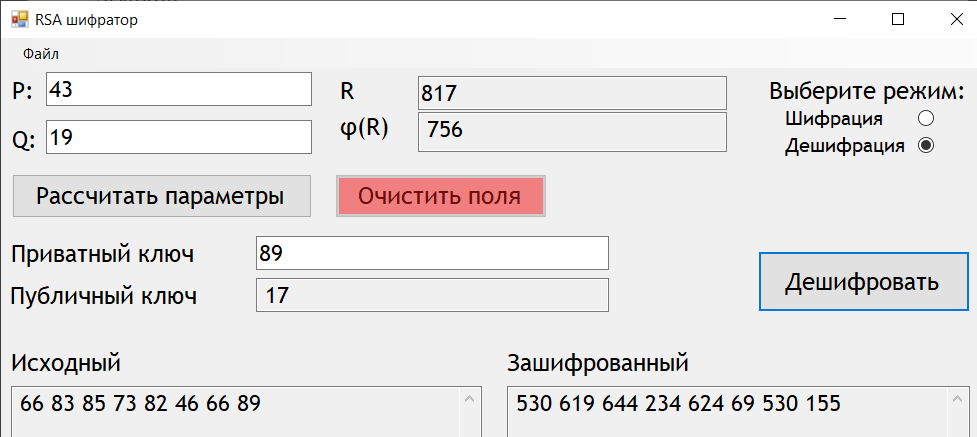 RSA шифратор
Файл
P: 43
R 817
Выберите режим:
Шифрация
Q: 19
φ(R) 756
Дешифрация
Рассчитать параметры
Очистить поля
Приватный ключ 89
Публичный ключ 17
Дешифровать
Исходный
Зашифрованный
66 83 85 73 82 46 66 89
530 619 644 234 624 69 530 155